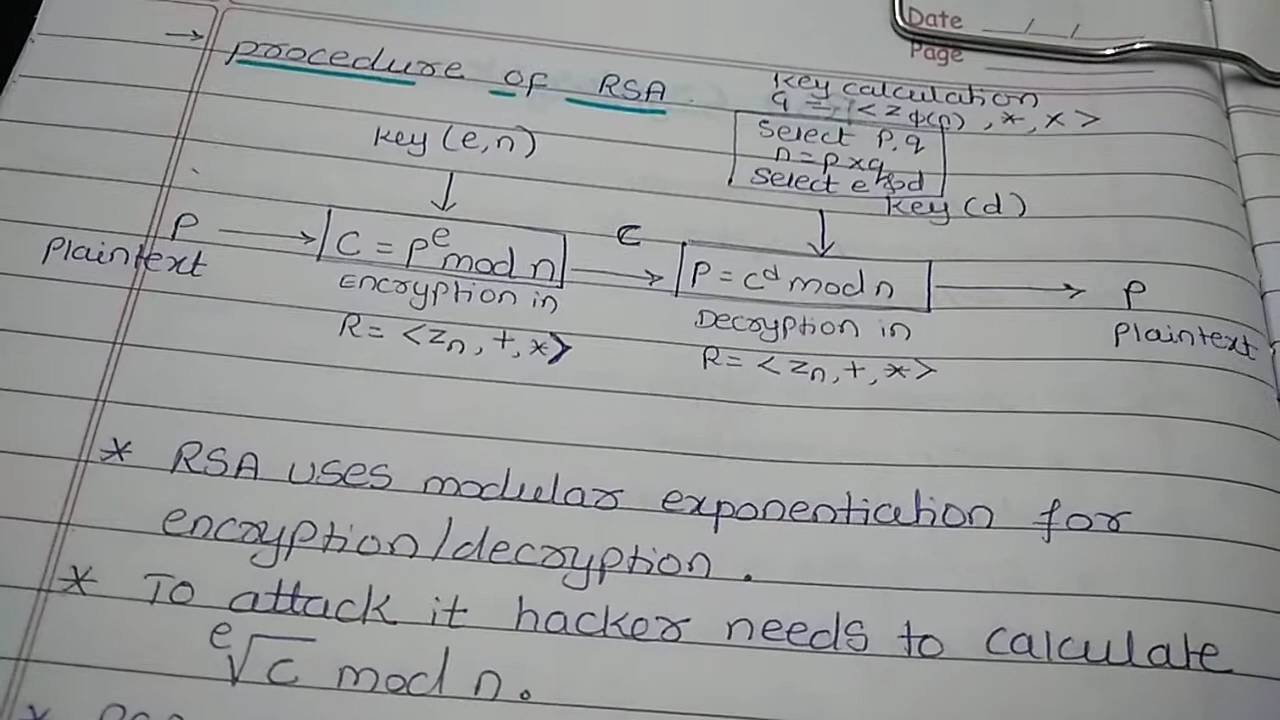 Date / /
Page
→ procedure of RSA
key calculation
G = <Zϕ(n), *, x>
Select p, q
n = p x q
Select e & d
key (e, n)
key (d)
P
Plaintext
C = P^e mod n
C
P = C^d mod n
P
Plaintext
Encryption in
R = <Zn, +, *>
Decryption in
R = <Zn, +, *>
* RSA uses modular exponentiation for
encryption/decryption.
* To attack it hacker needs to calculate
e√C mod n.